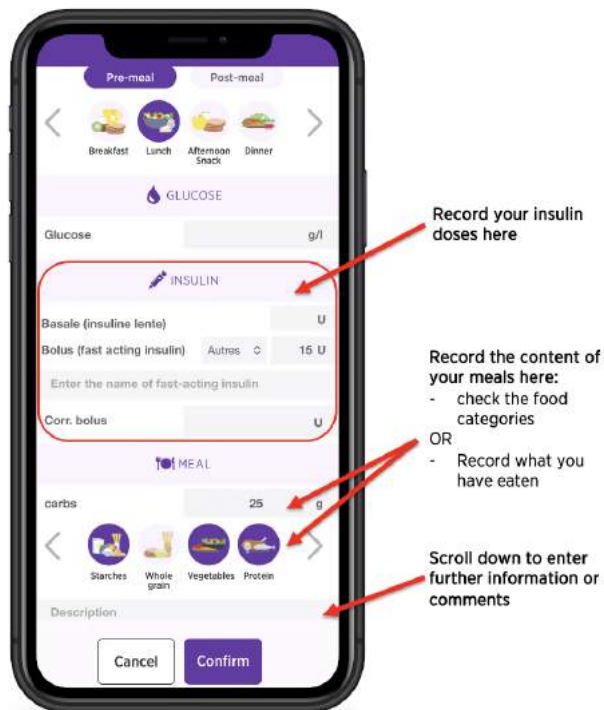 Pre-meal Post-meal
Breakfast Lunch Afternoon Snack Dinner
GLUCOSE
Glucose g/l
Record your insulin
doses here
INSULIN
Basale (insuline lente) U
Bolus (fast acting insulin) Autres 15 U
Enter the name of fast-acting insulin
Corr. bolus U
Record the content of
your meals here:
- check the food
categories
OR
- Record what you
have eaten
MEAL
carbs 25 g
Starches Whole grain Vegetables Protein
Scroll down to enter
further information or
comments
Description
Cancel Confirm